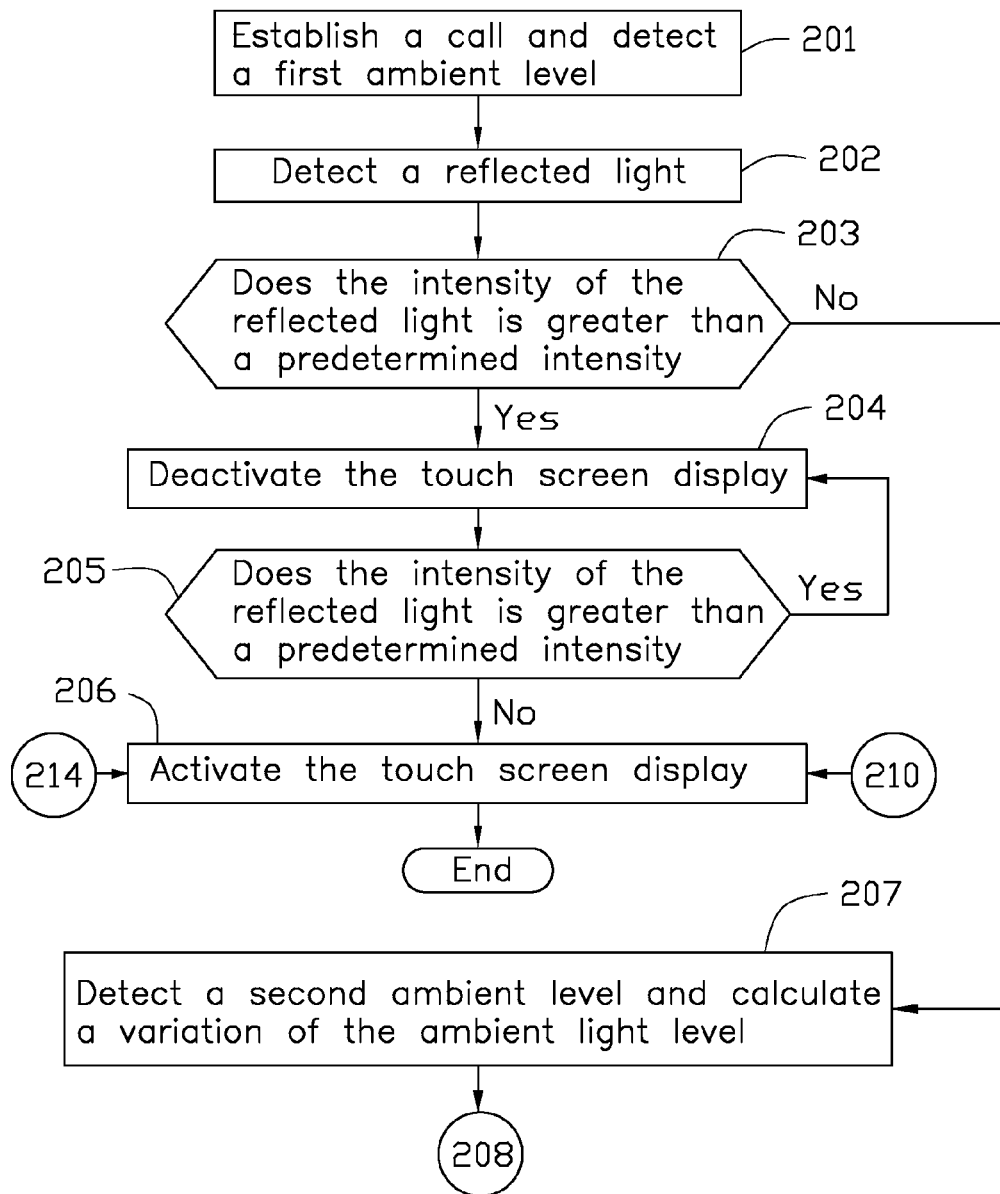 Establish a call and detect
a first ambient level
201
Detect a reflected light
202
203
Does the intensity of the
reflected light is greater than
a predetermined intensity
No
Yes
204
Deactivate the touch screen display
205
Does the intensity of the
reflected light is greater than
a predetermined intensity
Yes
206
No
214
Activate the touch screen display
210
End
207
Detect a second ambient level and calculate
a variation of the ambient light level
208